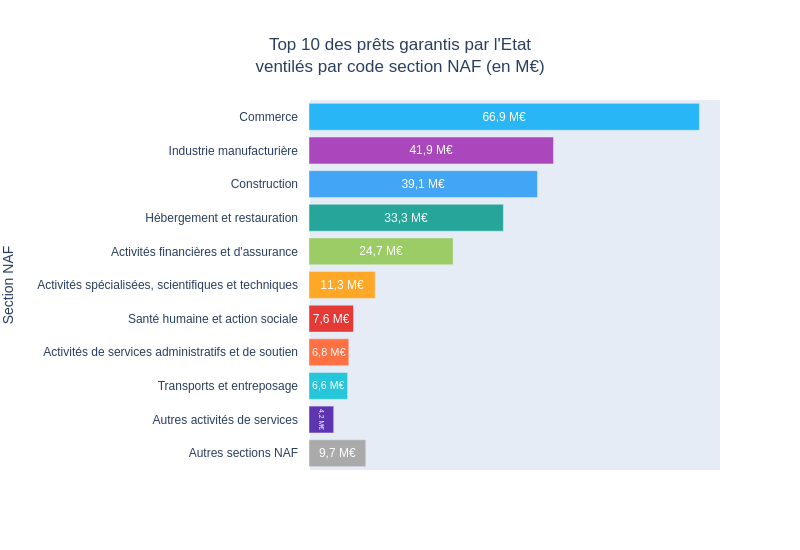 Top 10 des prêts garantis par l'Etat
ventilés par code section NAF (en M€)
Section NAF
Commerce 66,9 M€
Industrie manufacturière 41,9 M€
Construction 39,1 M€
Hébergement et restauration 33,3 M€
Activités financières et d'assurance 24,7 M€
Activités spécialisées, scientifiques et techniques 11,3 M€
Santé humaine et action sociale 7,6 M€
Activités de services administratifs et de soutien 6,8 M€
Transports et entreposage 6,6 M€
Autres activités de services 4,2 M€
Autres sections NAF 9,7 M€